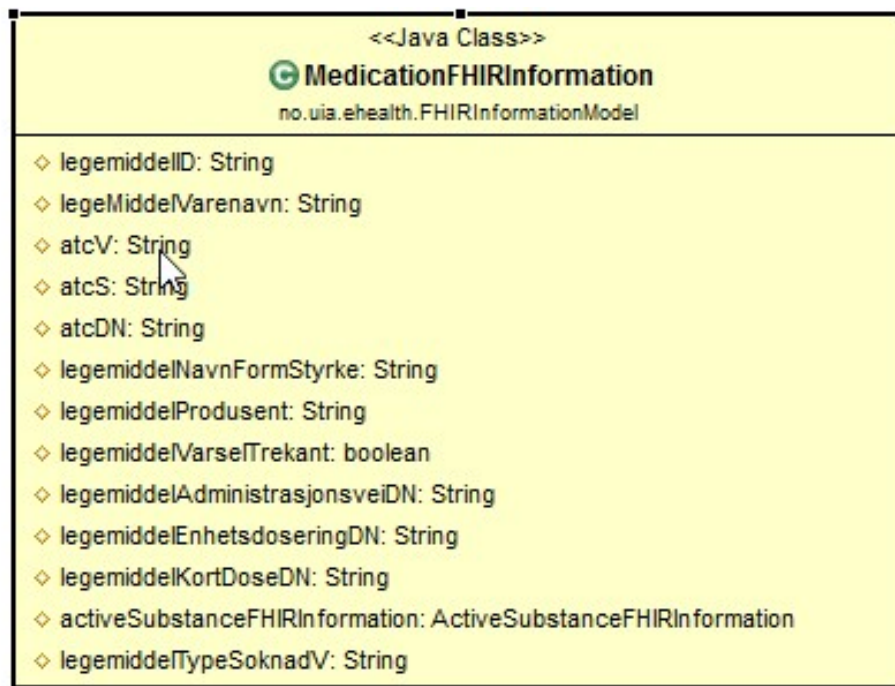 <<Java Class>>
C MedicationFHIRInformation
no.uia.ehealth.FHIRInformationModel
legemiddelID: String
legeMiddelVarenavn: String
atcV: String
atcS: String
atcDN: String
legemiddelNavnFormStyrke: String
legemiddelProdusent: String
legemiddelVarselTrekant: boolean
legemiddelAdministrasjonsveiDN: String
legemiddelEnhetsdoseringDN: String
legemiddelKortDoseDN: String
activeSubstanceFHIRInformation: ActiveSubstanceFHIRInformation
legemiddelTypeSoknadV: String